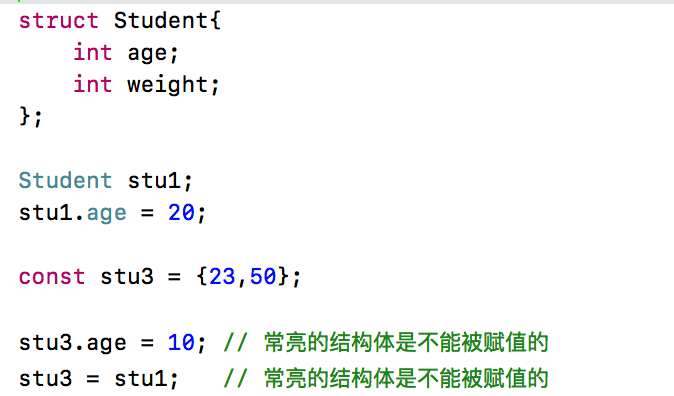 struct Student{
int age;
int weight;
};
Student stu1;
stu1.age = 20;
const stu3 = {23,50};
stu3.age = 10; // 常亮的结构体是不能被赋值的
stu3 = stu1; // 常亮的结构体是不能被赋值的